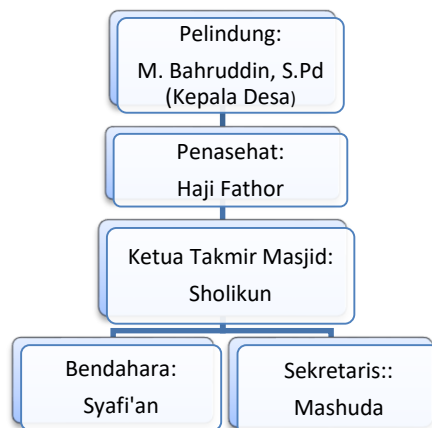 Pelindung:
M. Bahruddin, S.Pd
(Kepala Desa)
Penasehat:
Haji Fathor
Ketua Takmir Masjid:
Sholikun
Bendahara:
Syafi'an
Sekretaris::
Mashuda